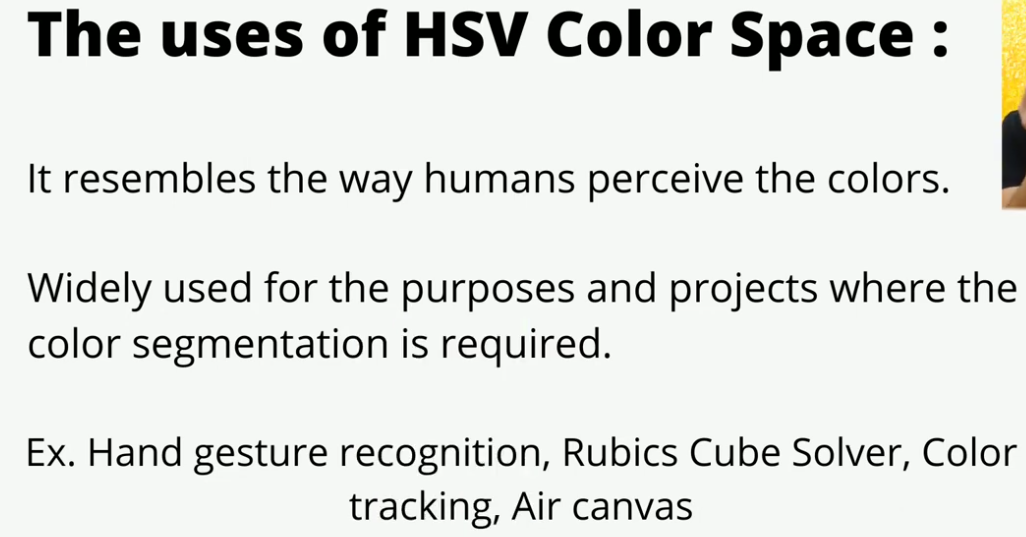 The uses of HSV Color Space :
It resembles the way humans perceive the colors.
Widely used for the purposes and projects where the
color segmentation is required.
Ex. Hand gesture recognition, Rubics Cube Solver, Color
tracking, Air canvas